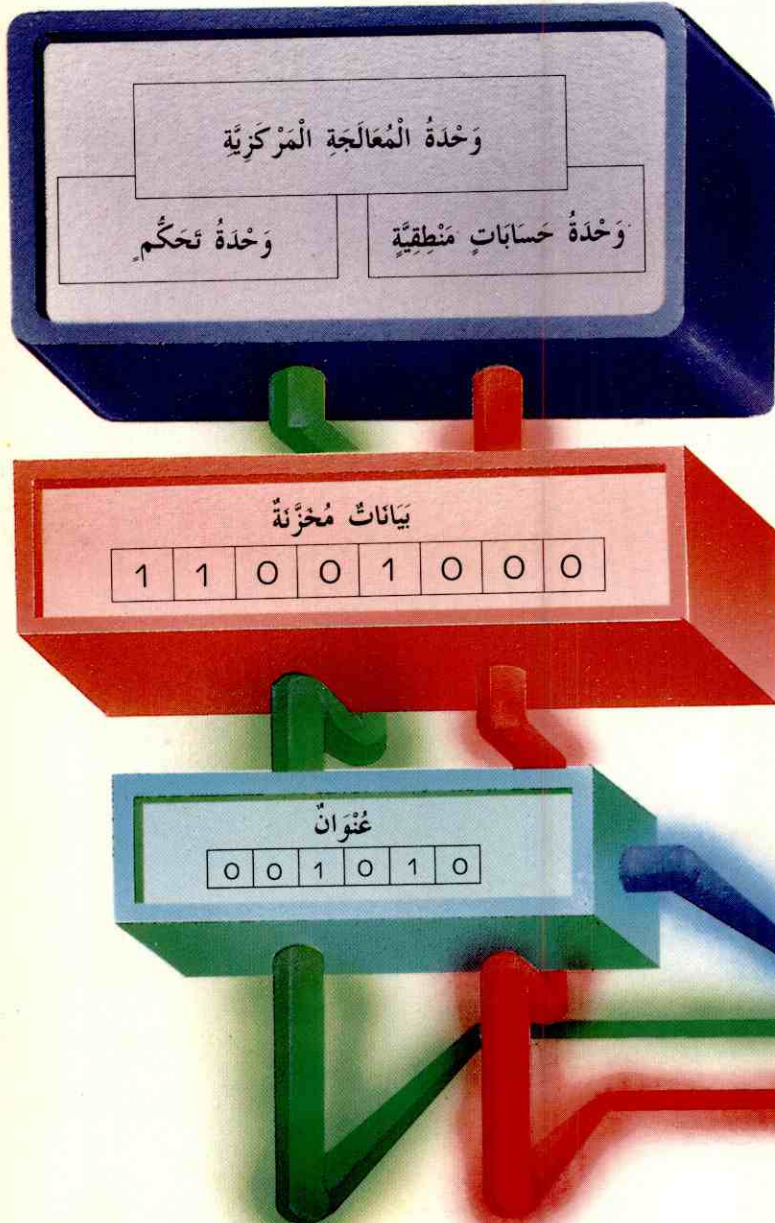 وَحْدَةُ الْمُعَالَجَةِ الْمَرْكَزِيَّةِ
وَحْدَةُ حَسَابَاتٍ مَنْطِقِيَّةٍ
وَحْدَةُ تَحَكُّمٍ
بَيَانَاتٌ مُخَزَّنَةٌ
1 1 0 0 1 0 0 0
عُنْوَانٌ
0 0 1 0 1 0